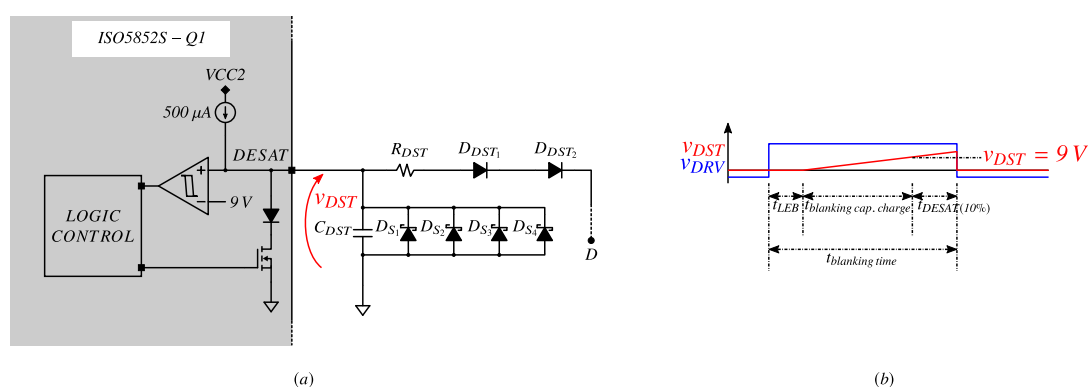 ISO5852S − Q1
VCC2
500 μA
DESAT
9 V
LOGIC
CONTROL
+
−
v_DST
R_DST
D_DST1
D_DST2
C_DST
D_S1
D_S2
D_S3
D_S4
D
(a)
v_DST
v_DRV
v_DST = 9 V
t_LEB
t_blanking cap. charge
t_DESAT(10%)
t_blanking time
(b)